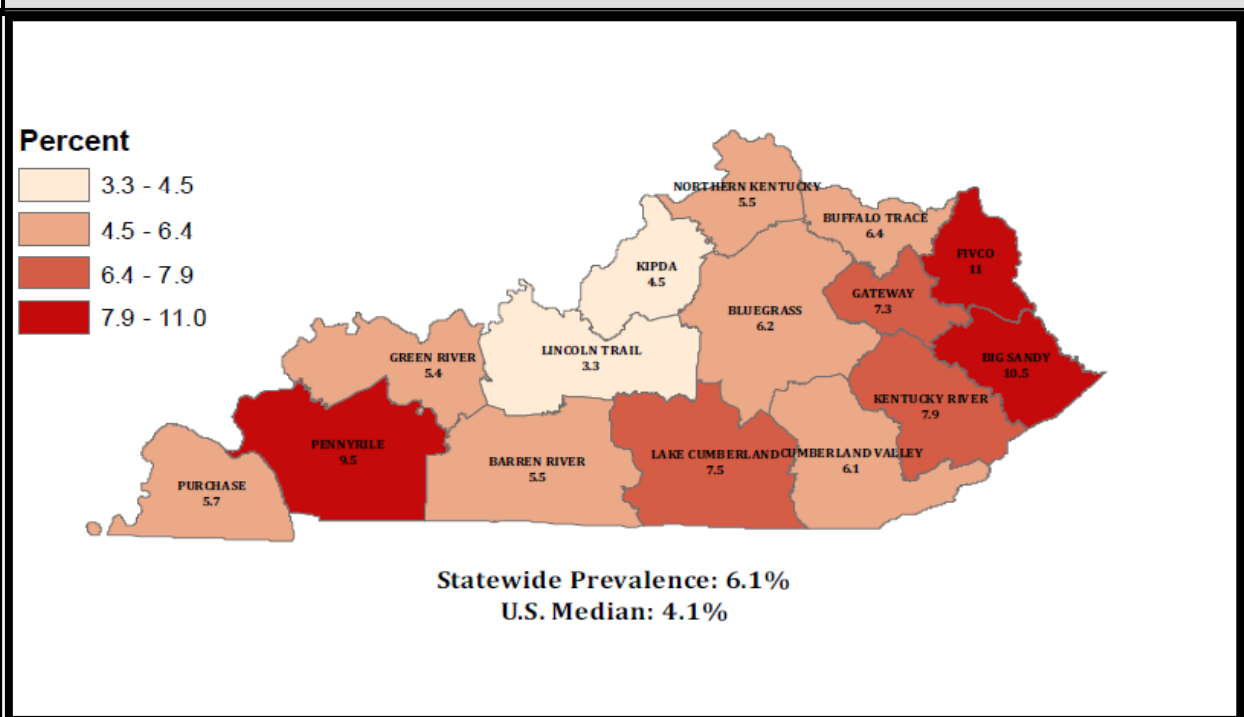 Percent
3.3 - 4.5
4.5 - 6.4
6.4 - 7.9
7.9 - 11.0
NORTHERN KENTUCKY
5.5
BUFFALO TRACE
6.4
FIVCO
11
KIPDA
4.5
GATEWAY
7.3
BLUEGRASS
6.2
LINCOLN TRAIL
3.3
GREEN RIVER
5.4
BIG SANDY
10.5
KENTUCKY RIVER
7.9
PENNYRILE
9.5
BARREN RIVER
5.5
LAKE CUMBERLAND
7.5
CUMBERLAND VALLEY
6.1
PURCHASE
5.7
Statewide Prevalence: 6.1%
U.S. Median: 4.1%